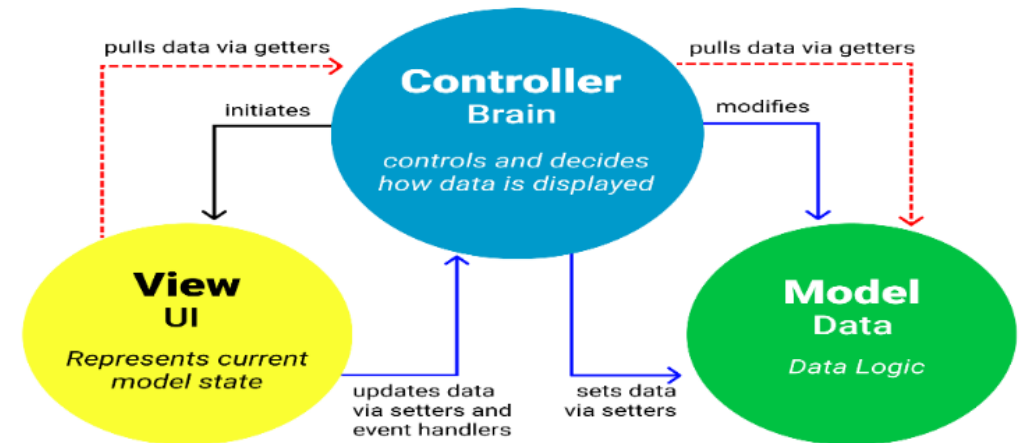 pulls data via getters
pulls data via getters
Controller
Brain
controls and decides
how data is displayed
initiates
modifies
View
UI
Represents current
model state
Model
Data
Data Logic
updates data
via setters and
event handlers
sets data
via setters